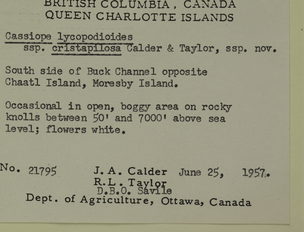 BRITISH COLUMBIA, CANADA
QUEEN CHARLOTTE ISLANDS
Cassiope lycopodioides
ssp. cristapilosa Calder & Taylor, ssp. nov.
South side of Buck Channel opposite
Chaatl Island, Moresby Island.
Occasional in open, boggy area on rocky
knolls between 50' and 7000' above sea
level; flowers white.
No. 21795 J. A. Calder June 25, 1957.
R.L. Taylor
D.B.O. Savile
Dept. of Agriculture, Ottawa, Canada